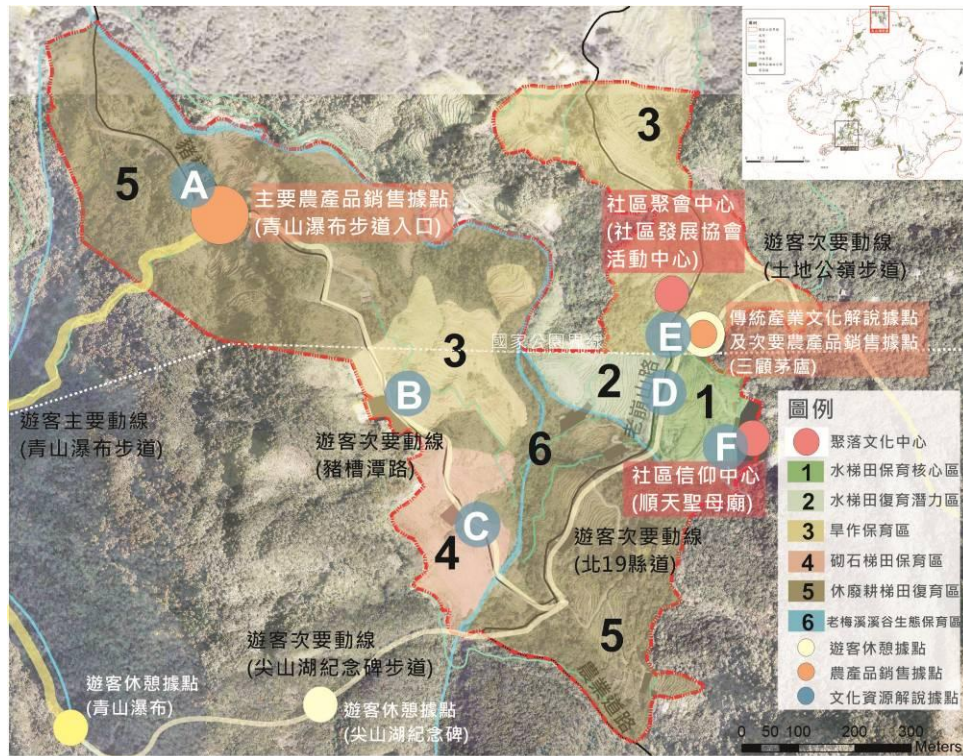 5
A
主要農產品銷售據點
(青山瀑布步道入口)
3
社區聚會中心
(社區發展協會
活動中心)
遊客次要動線
(土地公嶺步道)
E
傳統產業文化解說據點
及次要農產品銷售據點
(三顧茅廬)
3
國家公園界線
2
老崩山路
D
1
B
遊客主要動線
(青山瀑布步道)
遊客次要動線
(豬槽潭路)
6
F
社區信仰中心
(順天聖母廟)
C
4
遊客次要動線
(北19縣道)
5
農業道路
遊客次要動線
(尖山湖紀念碑步道)
遊客休憩據點
(青山瀑布)
遊客休憩據點
(尖山湖紀念碑)
圖例
聚落文化中心
1 水梯田保育核心區
2 水梯田復育潛力區
3 旱作保育區
4 砌石梯田保育區
5 休廢耕梯田復育區
6 老梅溪溪谷生態保育區
遊客休憩據點
農產品銷售據點
文化資源解說據點
0 50 100 200 300
Meters